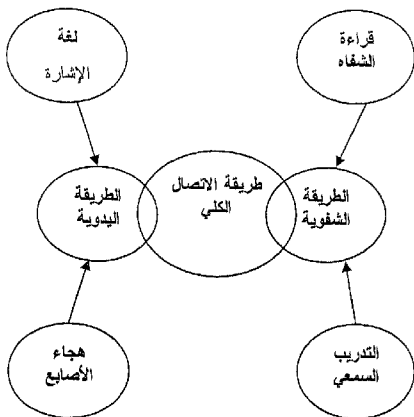 قراءة
الشفاه
لغة
الإشارة
طريقة الاتصال
الكلي
الطريقة
الشفوية
الطريقة
اليدوية
التدريب
السمعي
هجاء
الأصابع